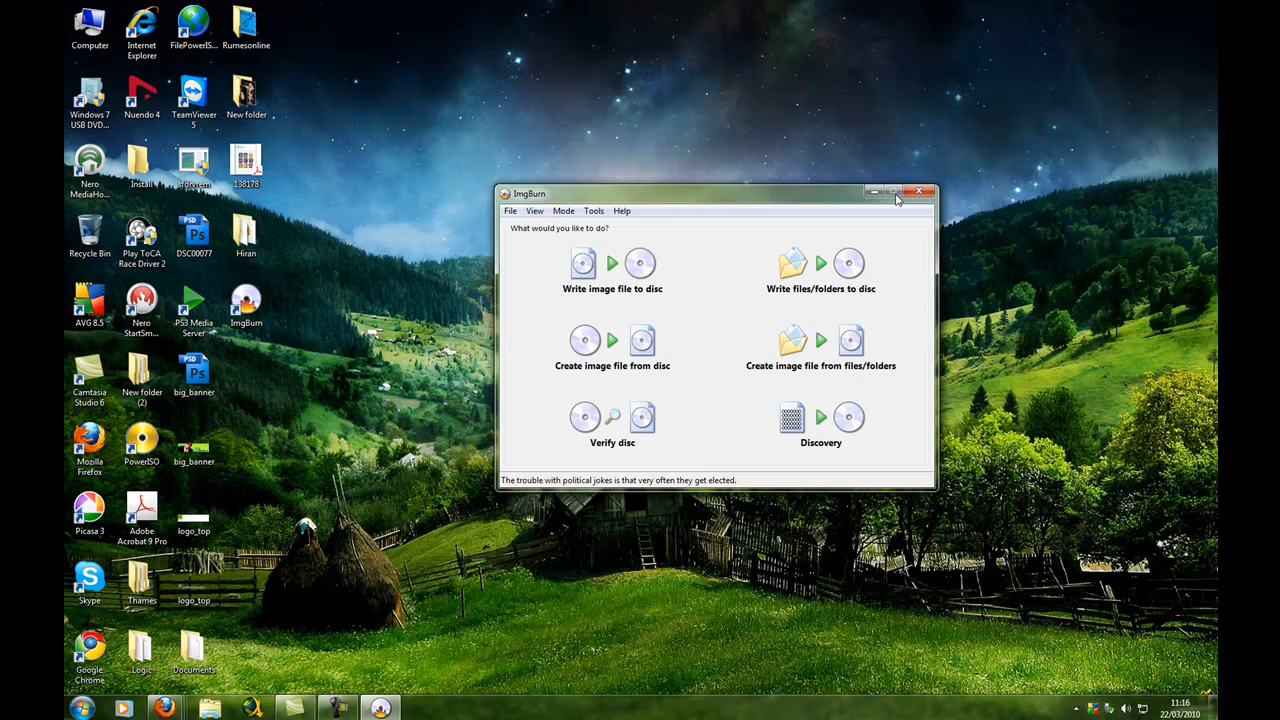 Computer
Internet
Explorer
FilePowerIS...
Rumesonline
Windows 7
USB DVD...
Nuendo 4
TeamViewer
5
New folder
Nero
MediaHo...
Install
sfdrvrem
138178
Recycle Bin
Play ToCA
Race Driver 2
DSC00077
Hiran
AVG 8.5
Nero
StartSm...
PS3 Media
Server
ImgBurn
Camtasia
Studio 6
New folder
(2)
big_banner
Mozilla
Firefox
PowerISO
big_banner
Picasa 3
Adobe
Acrobat 9 Pro
logo_top
Skype
Thames
logo_top
Google
Chrome
Logic
Documents
ImgBurn
File View Mode Tools Help
What would you like to do?
Write image file to disc
Write files/folders to disc
Create image file from disc
Create image file from files/folders
Verify disc
Discovery
The trouble with political jokes is that very often they get elected.
11:16
22/03/2010